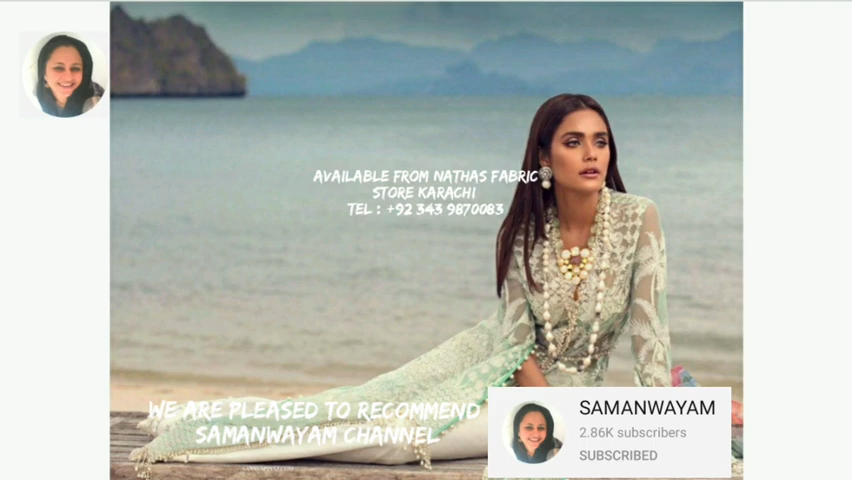 AVAILABLE FROM NATHAS FABRIC
STORE KARACHI
TEL : +92 343 9870083
WE ARE PLEASED TO RECOMMEND
SAMANWAYAM CHANNEL
SAMANWAYAM
2.86K subscribers
SUBSCRIBED